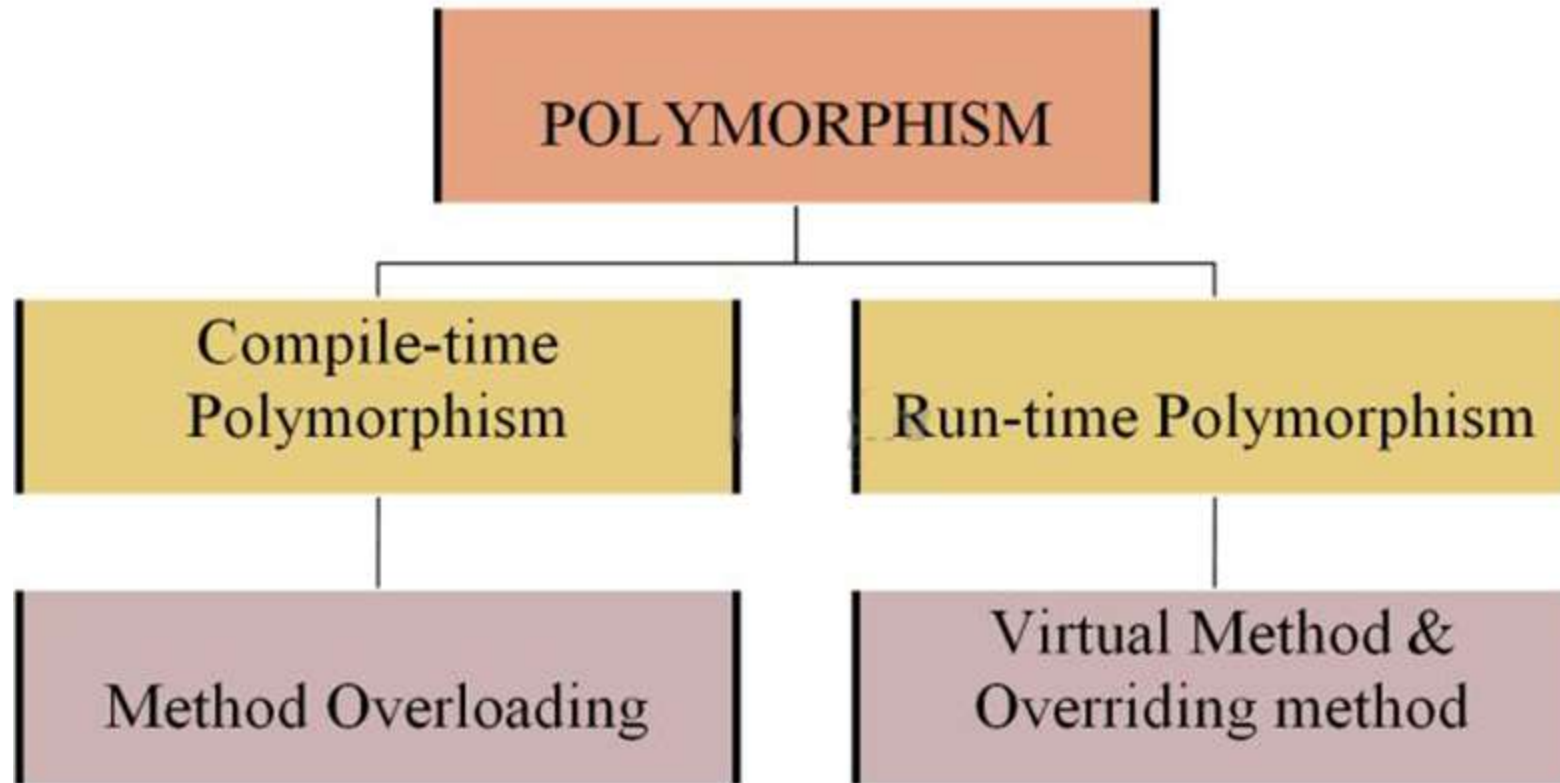 POLYMORPHISM
Compile-time
Polymorphism
Run-time Polymorphism
Method Overloading
Virtual Method &
Overriding method